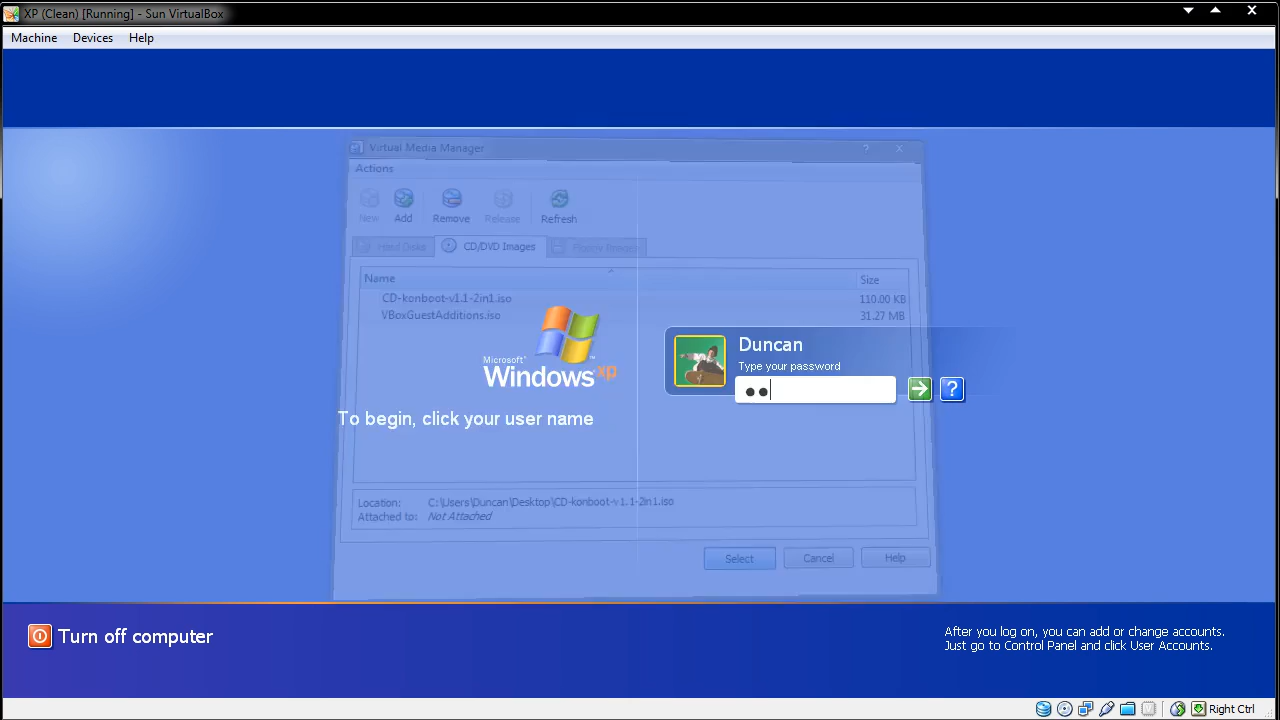 XP (Clean) [Running] - Sun VirtualBox
Machine Devices Help
Virtual Media Manager
Actions
New Add Remove Release Refresh
Hard Disks CD/DVD Images Floppy Images
Name Size
CD-konboot-v1.1-2in1.iso 110.00 KB
VBoxGuestAdditions.iso 31.27 MB
Microsoft®
Windows xp
To begin, click your user name
Duncan
Type your password
?
Location: C:\Users\Duncan\Desktop\CD-konboot-v1.1-2in1.iso
Attached to: Not Attached
Select Cancel Help
Turn off computer
After you log on, you can add or change accounts.
Just go to Control Panel and click User Accounts.
Right Ctrl